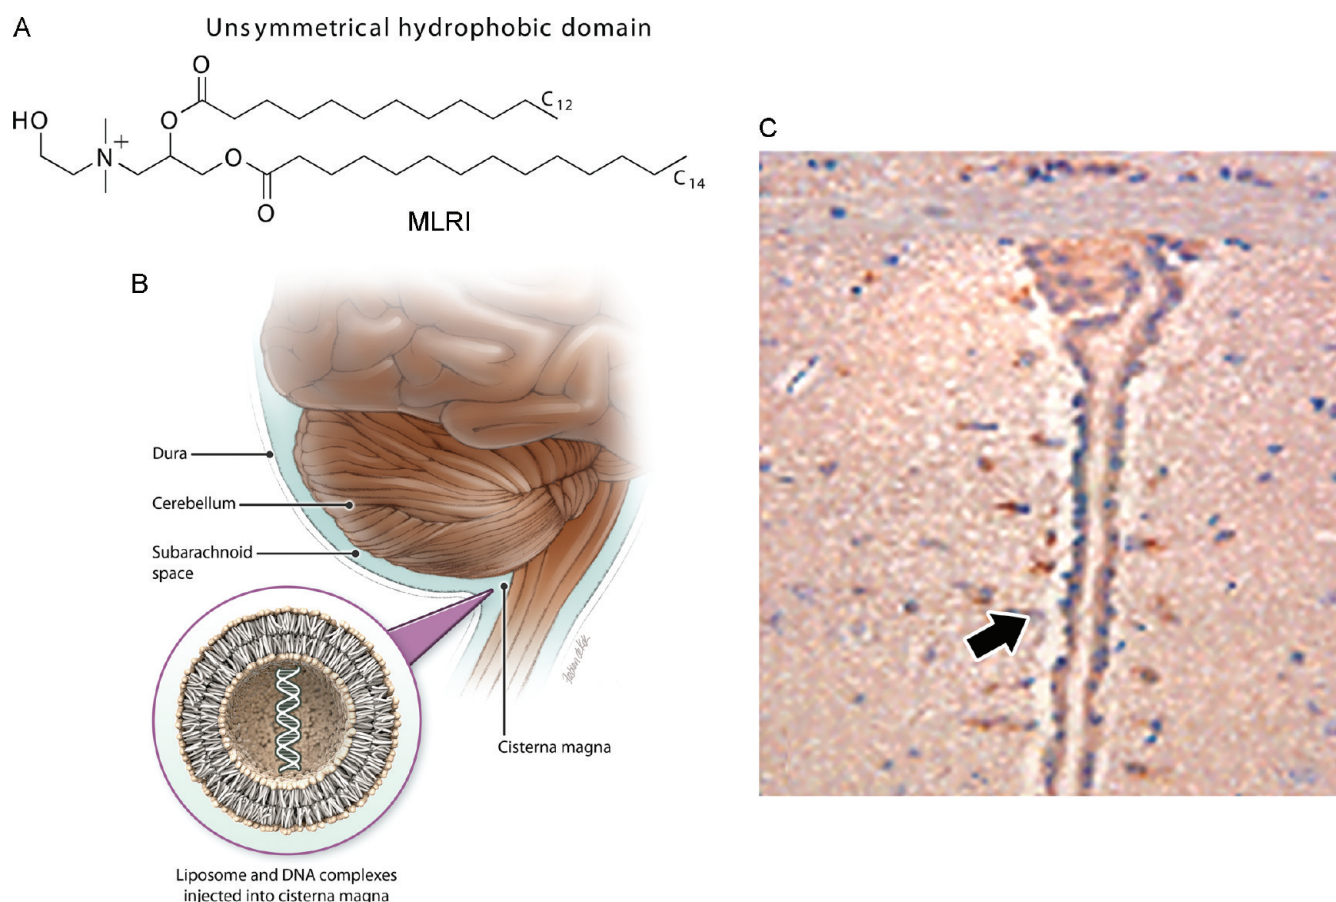 A
Unsymmetrical hydrophobic domain
O
C12
HO
O
N
+
O
C14
O
MLRI
B
Dura
Cerebellum
Subarachnoid
space
Cisterna magna
Liposome and DNA complexes
injected into cisterna magna
C